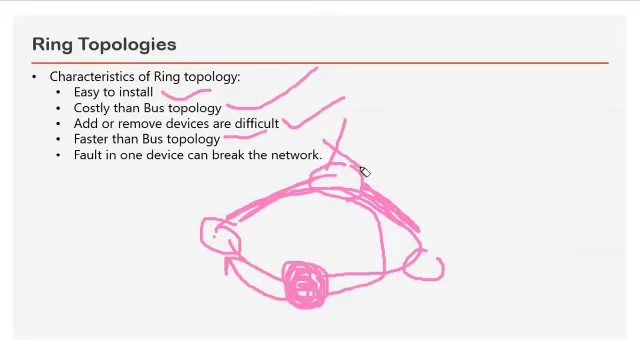 Ring Topologies
• Characteristics of Ring topology:
• Easy to install
• Costly than Bus topology
• Add or remove devices are difficult
• Faster than Bus topology
• Fault in one device can break the network.